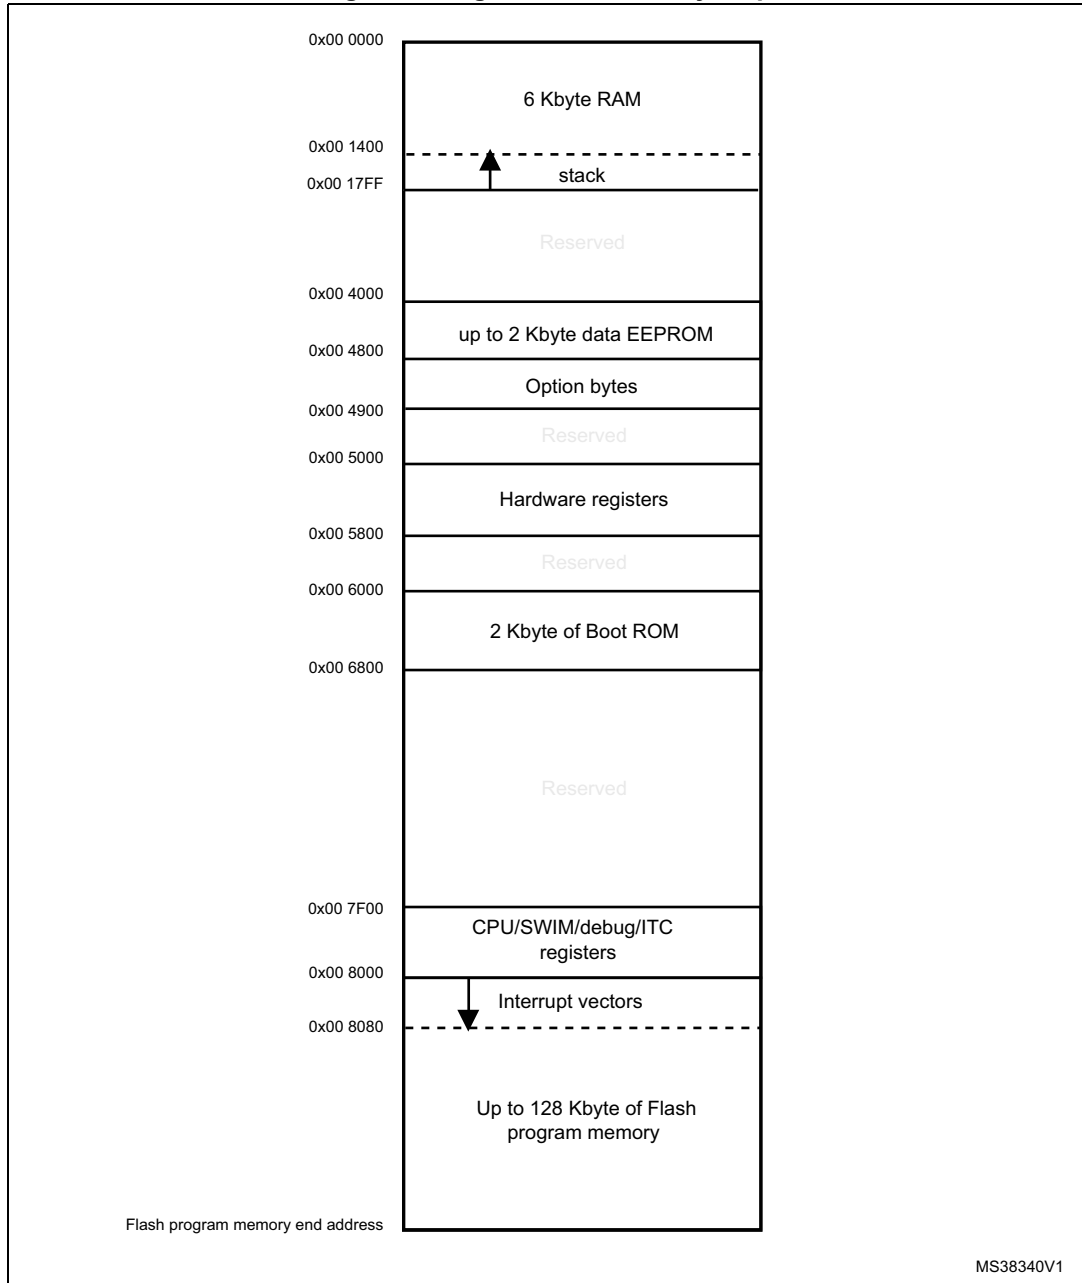 0x00 0000
6 Kbyte RAM
0x00 1400
stack
0x00 17FF
Reserved
0x00 4000
up to 2 Kbyte data EEPROM
0x00 4800
Option bytes
0x00 4900
Reserved
0x00 5000
Hardware registers
0x00 5800
Reserved
0x00 6000
2 Kbyte of Boot ROM
0x00 6800
Reserved
0x00 7F00
CPU/SWIM/debug/ITC
registers
0x00 8000
Interrupt vectors
0x00 8080
Up to 128 Kbyte of Flash
program memory
Flash program memory end address
MS38340V1